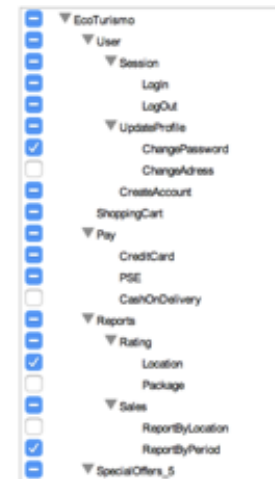 EcoTurismo
User
Session
Login
LogOut
UpdateProfile
ChangePassword
ChangeAdress
CreateAccount
ShoppingCart
Pay
CreditCard
PSE
CashOnDelivery
Reports
Rating
Location
Package
Sales
ReportByLocation
ReportByPeriod
SpecialOffers_5